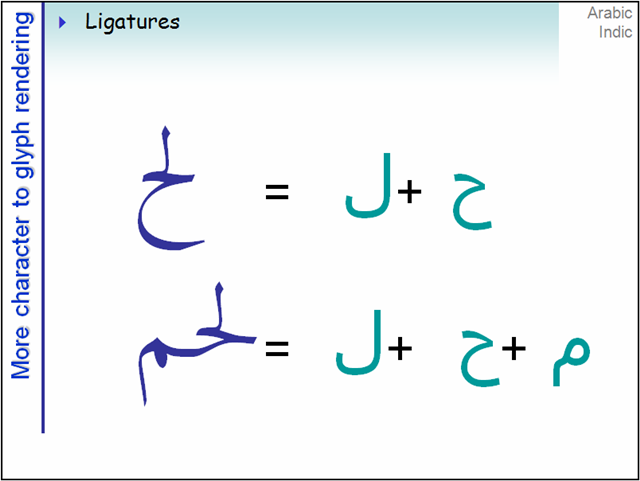 More character to glyph rendering
Ligatures
Arabic
Indic
لح = ل + ح
لحم = ل + ح + م